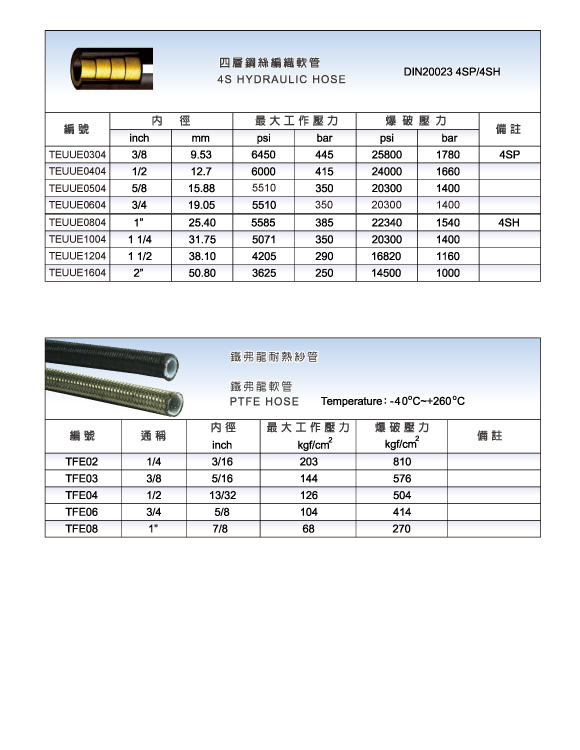 四層鋼絲編織軟管
4S HYDRAULIC HOSE
DIN20023 4SP/4SH
編號 内徑 最大工作壓力 爆破壓力 備註
inch mm psi bar psi bar
TEUUE0304 3/8 9.53 6450 445 25800 1780 4SP
TEUUE0404 1/2 12.7 6000 415 24000 1660
TEUUE0504 5/8 15.88 5510 350 20300 1400
TEUUE0604 3/4 19.05 5510 350 20300 1400
TEUUE0804 1” 25.40 5585 385 22340 1540 4SH
TEUUE1004 1 1/4 31.75 5071 350 20300 1400
TEUUE1204 1 1/2 38.10 4205 290 16820 1160
TEUUE1604 2” 50.80 3625 250 14500 1000
鐵弗龍耐熱紗管
鐵弗龍軟管
PTFE HOSE Temperature: -40°C~+260°C
編號 通稱 内徑 最大工作壓力 爆破壓力 備註
inch kgf/cm² kgf/cm²
TFE02 1/4 3/16 203 810
TFE03 3/8 5/16 144 576
TFE04 1/2 13/32 126 504
TFE06 3/4 5/8 104 414
TFE08 1” 7/8 68 270